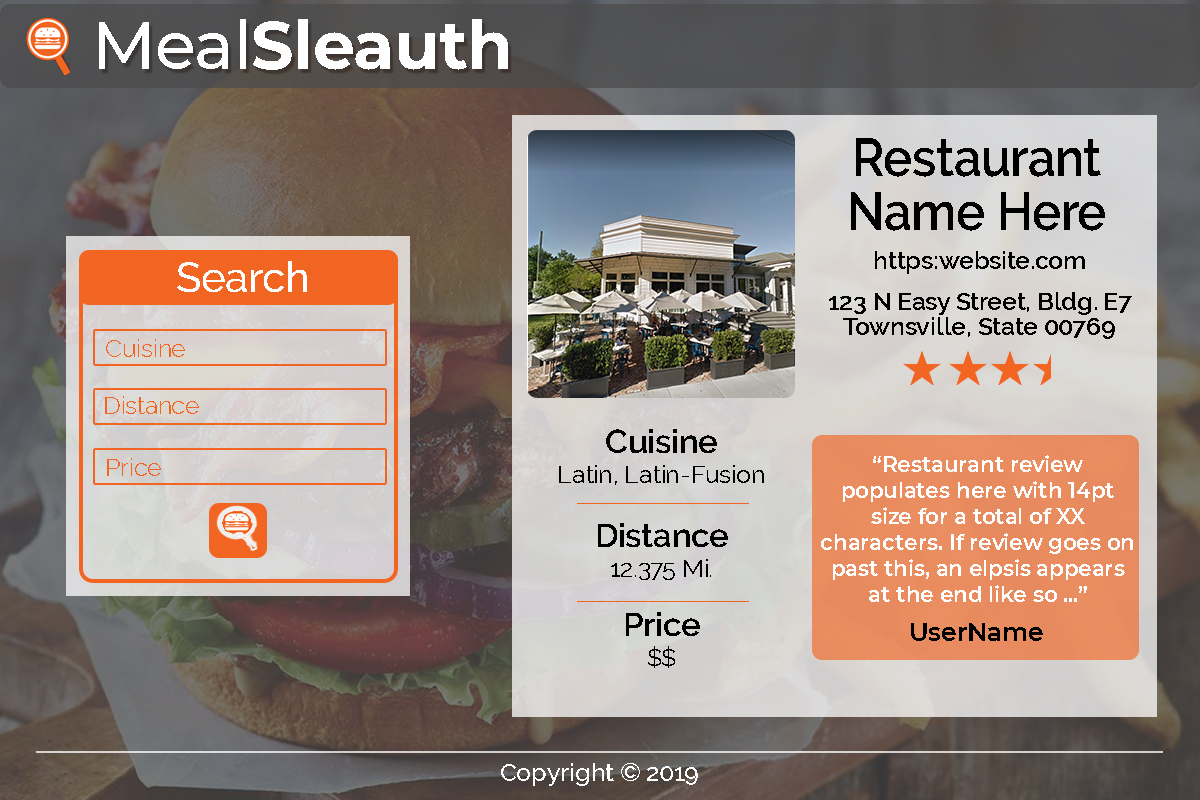 MealSleauth
Search
Cuisine
Distance
Price
Restaurant
Name Here
https:website.com
123 N Easy Street, Bldg. E7
Townsville, State 00769
Cuisine
Latin, Latin-Fusion
Distance
12.375 Mi.
Price
$$
“Restaurant review
populates here with 14pt
size for a total of XX
characters. If review goes on
past this, an elpsis appears
at the end like so ...”
UserName
Copyright © 2019